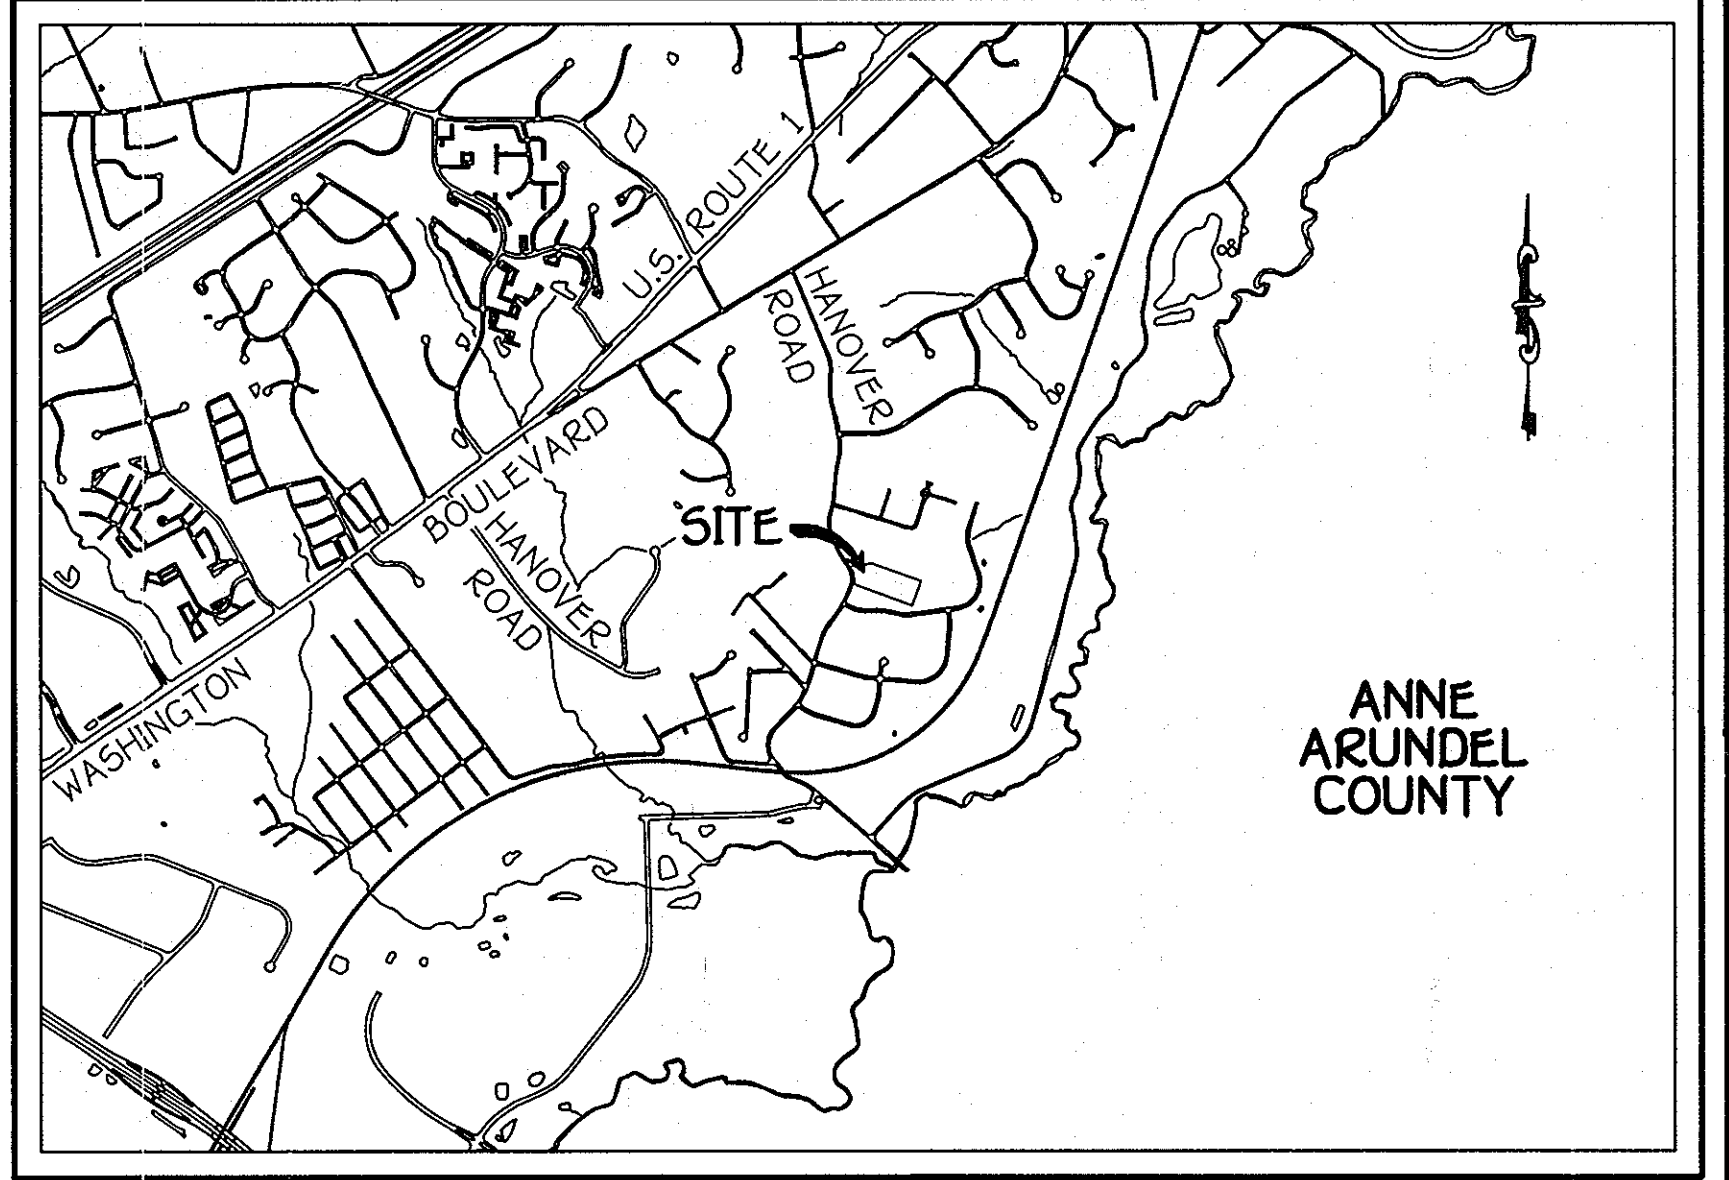 U.S. ROUTE 1
HANOVER
ROAD
WASHINGTON BOULEVARD
HANOVER
ROAD
SITE
ANNE
ARUNDEL
COUNTY